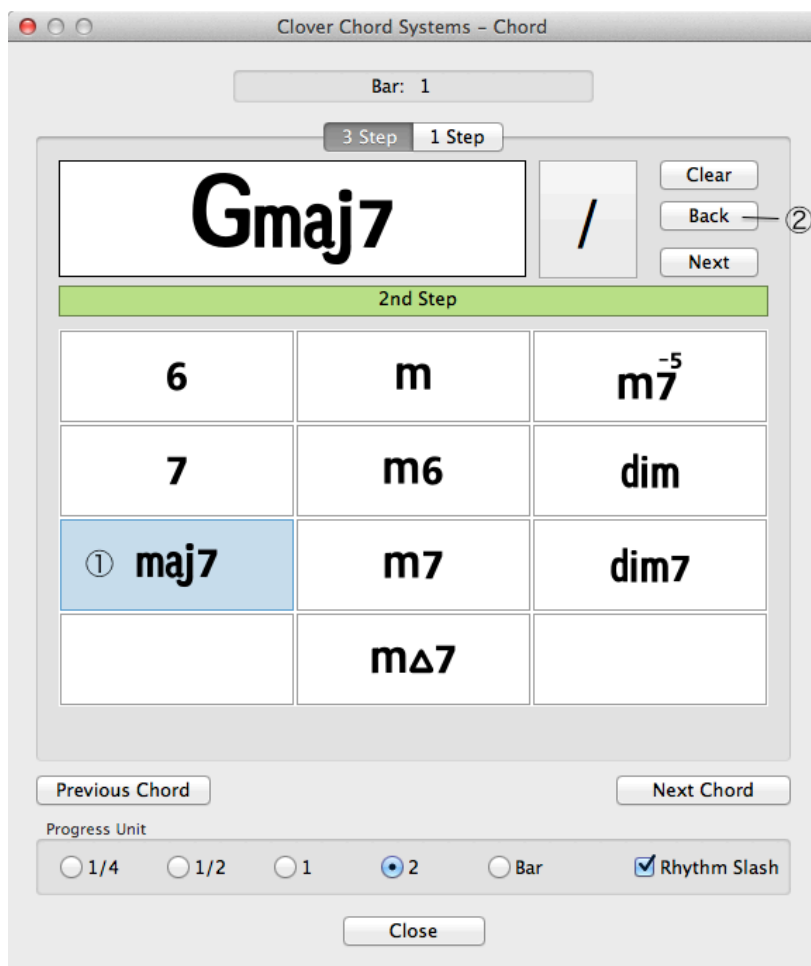 Clover Chord Systems – Chord
Bar: 1
3 Step 1 Step
Gmaj7 / Clear
Back ②
Next
2nd Step
6 m m7-5
7 m6 dim
① maj7 m7 dim7
m△7
Previous Chord Next Chord
Progress Unit
1/4 1/2 1 2 Bar Rhythm Slash
Close